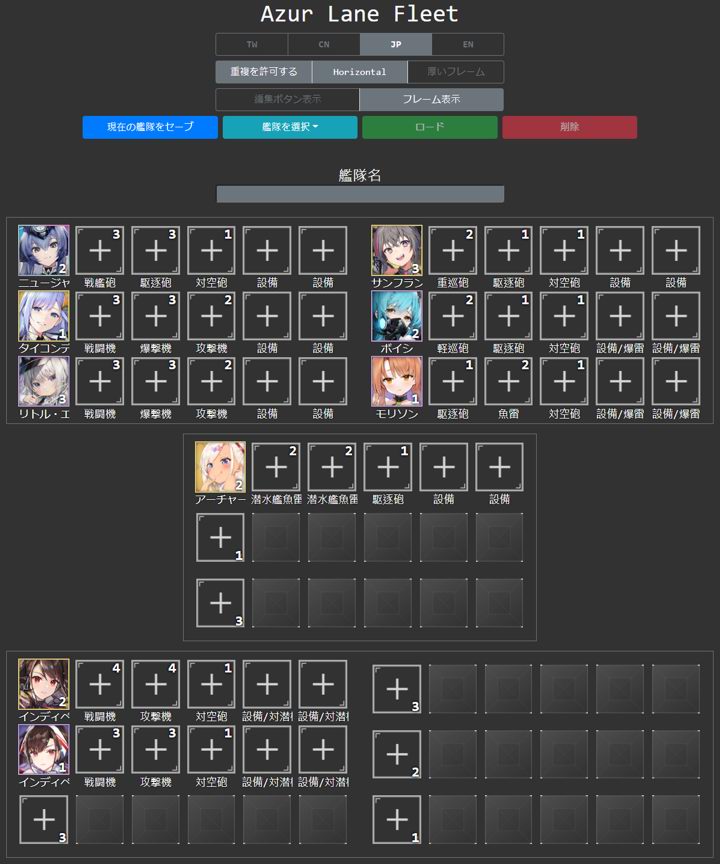 Azur Lane Fleet
TW CN JP EN
重複を許可する Horizontal 厚いフレーム
編集ボタン表示 フレーム表示
現在の艦隊をセーブ 艦隊を選択 ロード 削除
艦隊名
2 3 3 1 3 2 1 1
ニュージャ 戦艦砲 駆逐砲 対空砲 設備 設備 サンフラン 重巡砲 駆逐砲 対空砲 設備 設備
1 3 3 2 2 2 1 1
タイコンデ 戦闘機 爆撃機 攻撃機 設備 設備 ボイシ 軽巡砲 駆逐砲 対空砲 設備/爆雷 設備/爆雷
3 3 3 2 1 1 2 1
リトル・エ 戦闘機 爆撃機 攻撃機 設備 設備 モリソン 駆逐砲 魚雷 対空砲 設備/爆雷 設備/爆雷
2 2 2 1
アーチャー 潜水艦魚雷 潜水艦魚雷 駆逐砲 設備 設備
1
3
2 4 4 1 3
インディペ 戦闘機 攻撃機 対空砲 設備/対潜 設備/対潜
1 3 3 1 2
インディペ 戦闘機 攻撃機 対空砲 設備/対潜 設備/対潜
3 1